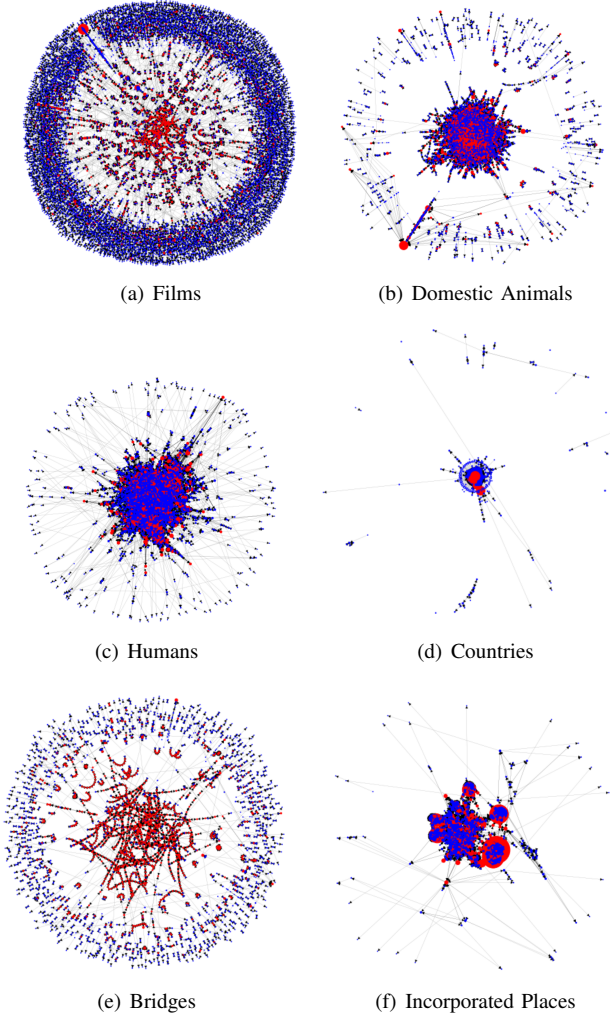 (a) Films
(b) Domestic Animals
(c) Humans
(d) Countries
(e) Bridges
(f) Incorporated Places